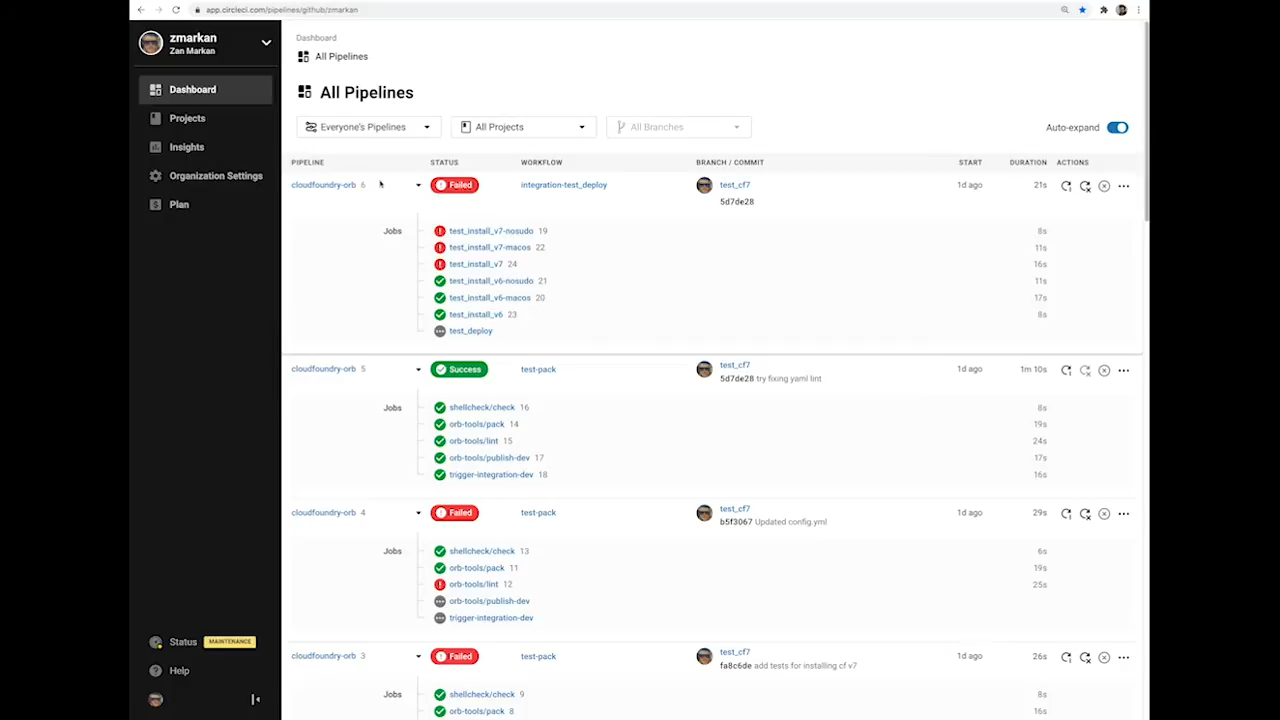 app.circleci.com/pipelines/github/zmarkan
zmarkan
Zan Markan
Dashboard
Projects
Insights
Organization Settings
Plan
Status MAINTENANCE
Help
Dashboard
All Pipelines
All Pipelines
Everyone's Pipelines
All Projects
All Branches
Auto-expand
PIPELINE STATUS WORKFLOW BRANCH / COMMIT START DURATION ACTIONS
cloudfoundry-orb 6 Failed integration-test_deploy test_cf7 1d ago 21s
5d7de28
Jobs test_install_v7-nosudo 19 8s
test_install_v7-macos 22 11s
test_install_v7 24 16s
test_install_v6-nosudo 21 11s
test_install_v6-macos 20 17s
test_install_v6 23 8s
test_deploy
cloudfoundry-orb 5 Success test-pack test_cf7 1d ago 1m 10s
5d7de28 try fixing yaml lint
Jobs shellcheck/check 16 8s
orb-tools/pack 14 19s
orb-tools/lint 15 24s
orb-tools/publish-dev 17 17s
trigger-integration-dev 18 16s
cloudfoundry-orb 4 Failed test-pack test_cf7 1d ago 29s
b5f3067 Updated config.yml
Jobs shellcheck/check 13 6s
orb-tools/pack 11 19s
orb-tools/lint 12 25s
orb-tools/publish-dev
trigger-integration-dev
cloudfoundry-orb 3 Failed test-pack test_cf7 1d ago 26s
fa8c6de add tests for installing cf v7
Jobs shellcheck/check 9 8s
orb-tools/pack 8 16s